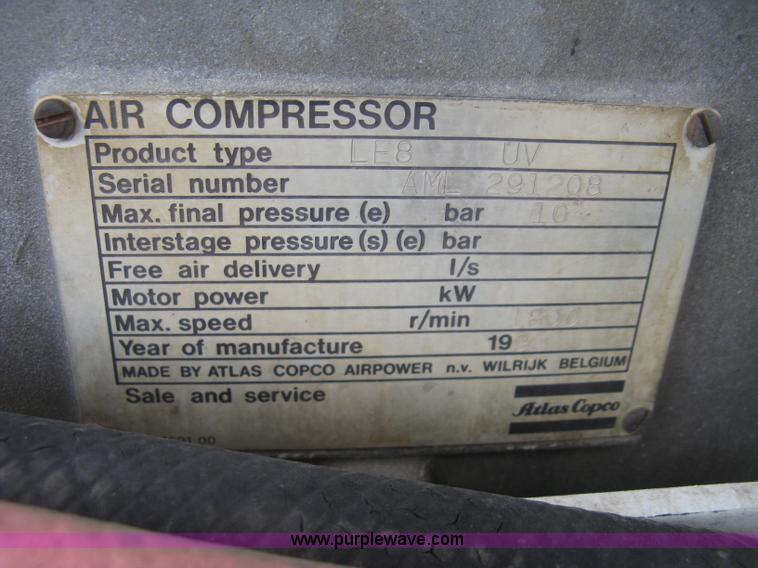 AIR COMPRESSOR
Product type LE8 UV
Serial number AML 291208
Max. final pressure (e) bar 10
Interstage pressure(s) (e) bar
Free air delivery l/s
Motor power kW
Max. speed r/min
Year of manufacture 19
MADE BY ATLAS COPCO AIRPOWER n.v. WILRIJK BELGIUM
Sale and service
Atlas Copco
www.purplewave.com